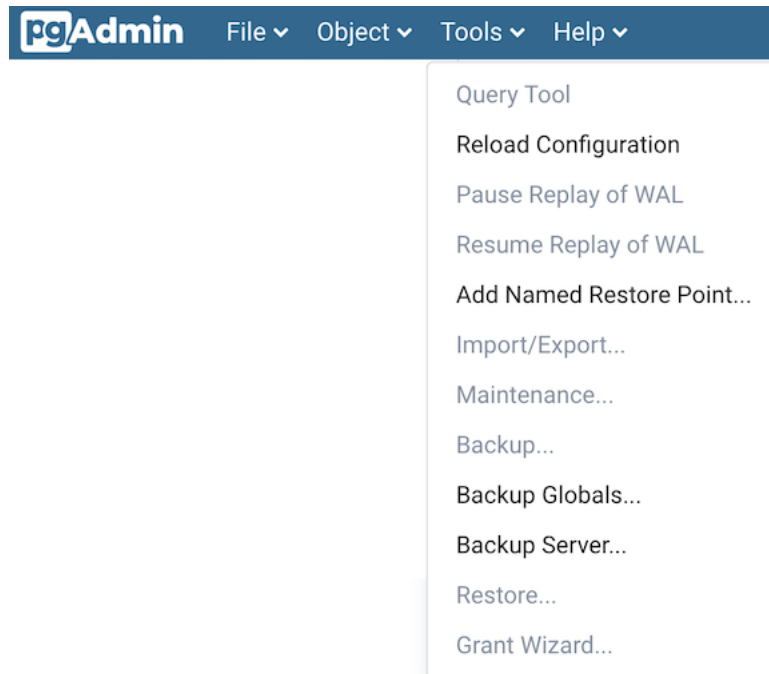 pgAdmin File Object Tools Help
Query Tool
Reload Configuration
Pause Replay of WAL
Resume Replay of WAL
Add Named Restore Point...
Import/Export...
Maintenance...
Backup...
Backup Globals...
Backup Server...
Restore...
Grant Wizard...